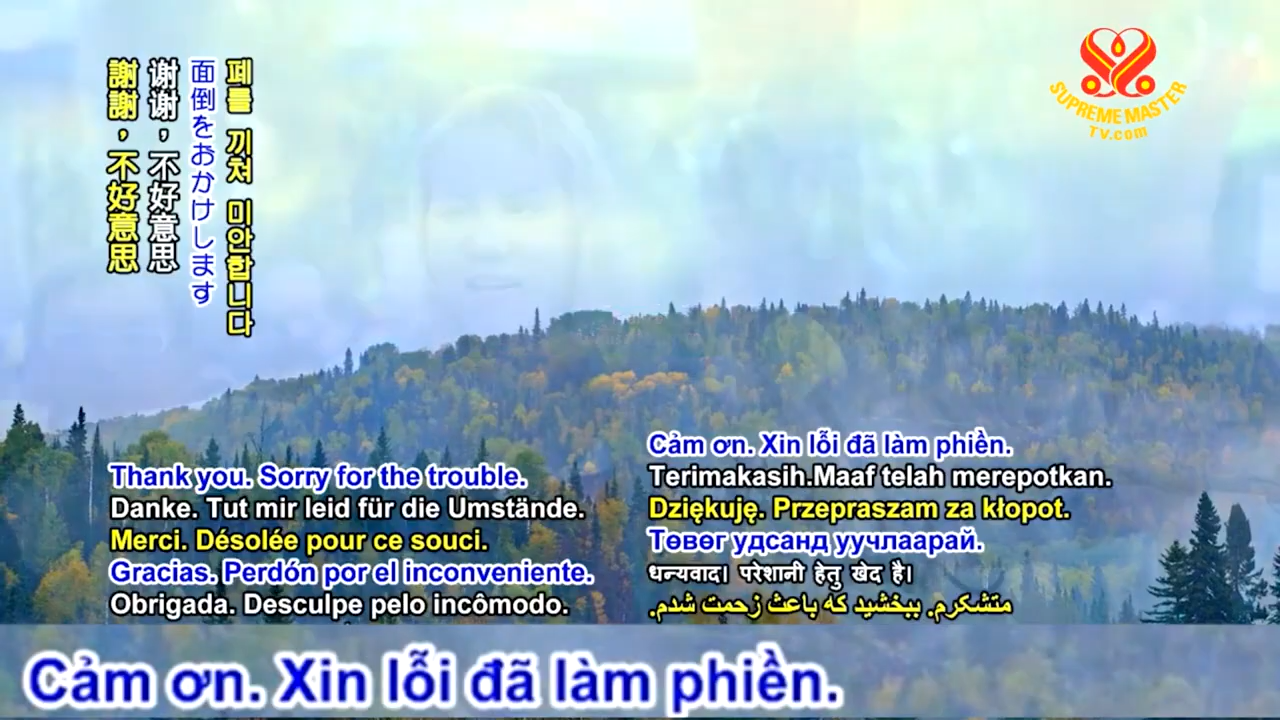 폐를 끼쳐 미안합니다
面倒をおかけします
谢谢，不好意思
謝謝，不好意思
SUPREME MASTER
TV.com
Thank you. Sorry for the trouble.
Danke. Tut mir leid für die Umstände.
Merci. Désolée pour ce souci.
Gracias. Perdón por el inconveniente.
Obrigada. Desculpe pelo incômodo.
Cảm ơn. Xin lỗi đã làm phiền.
Terimakasih.Maaf telah merepotkan.
Dziękuję. Przepraszam za kłopot.
Төвөг удсанд уучлаарай.
धन्यवाद। परेशानी हेतु खेद है।
متشکرم. ببخشید که باعث زحمت شدم.
Cảm ơn. Xin lỗi đã làm phiền.